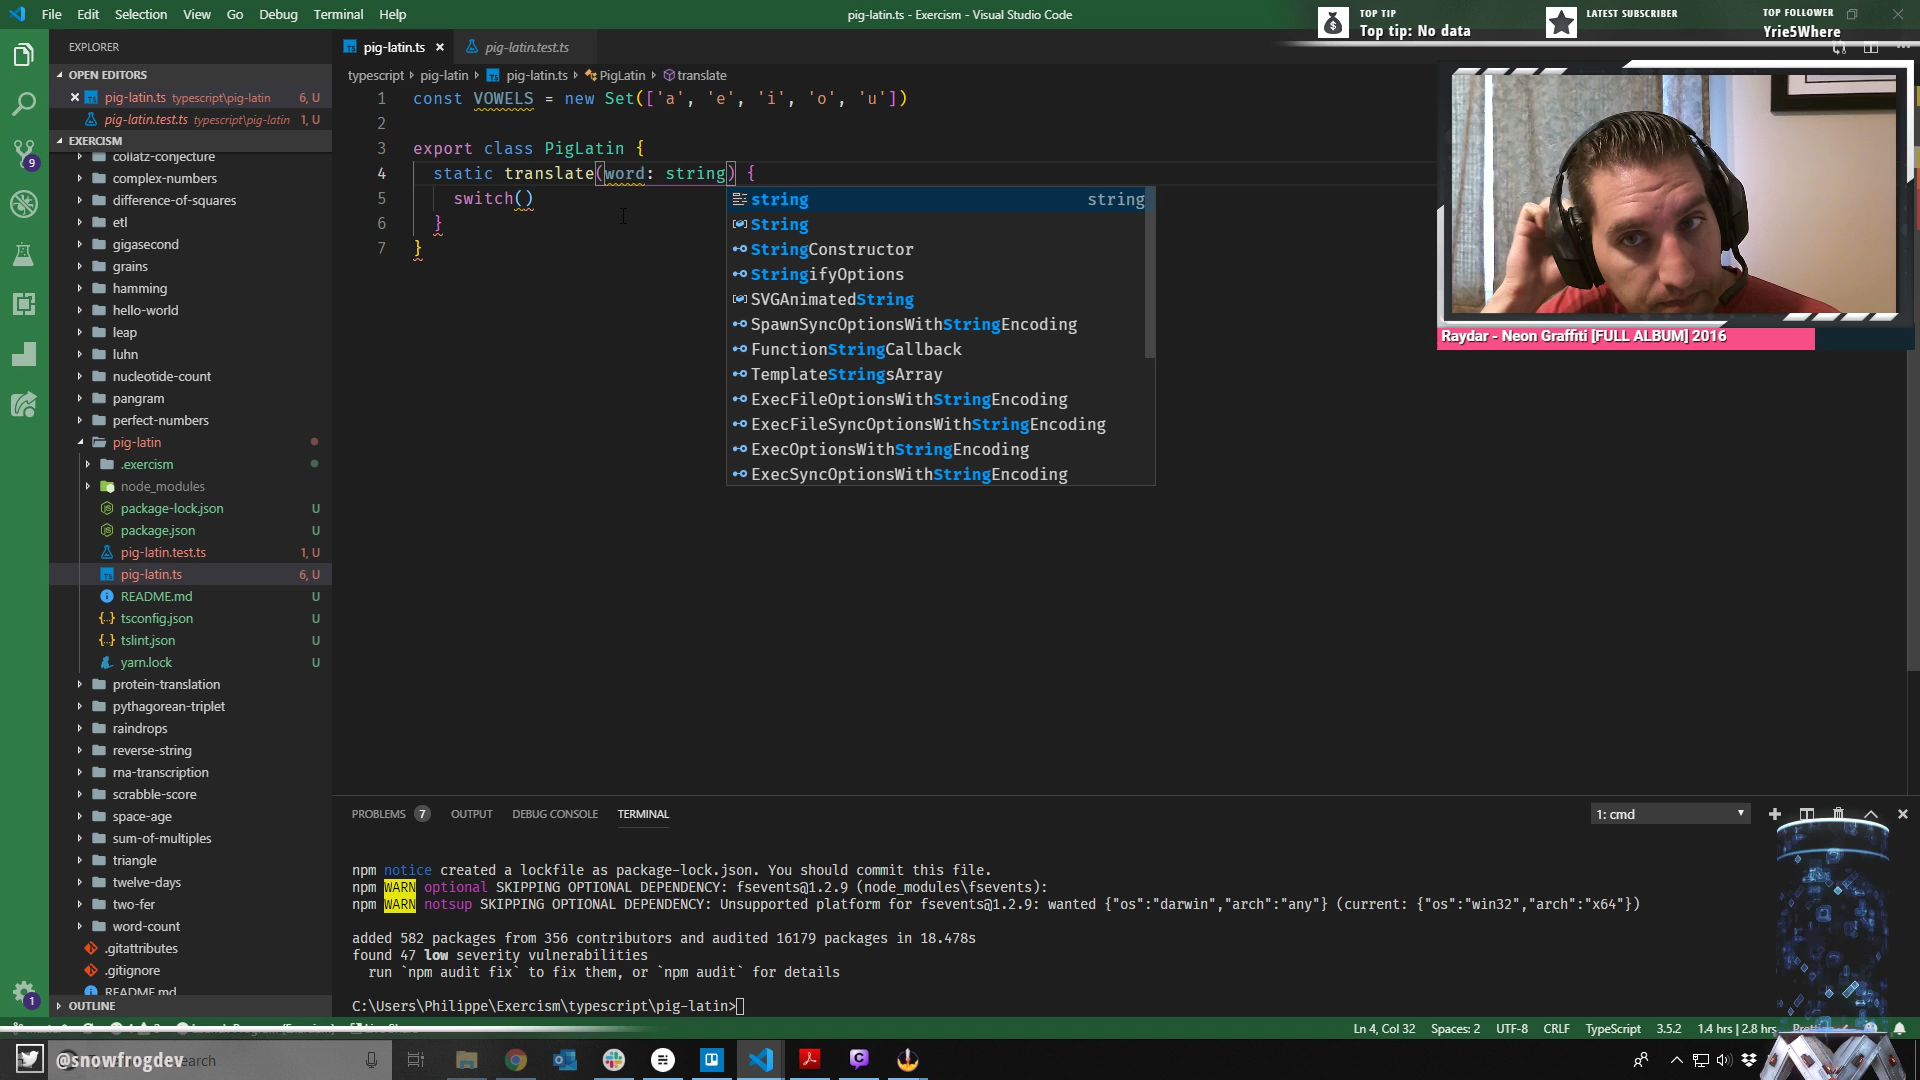 File Edit Selection View Go Debug Terminal Help
pig-latin.ts - Exercism - Visual Studio Code
TOP TIP
Top tip: No data
LATEST SUBSCRIBER
TOP FOLLOWER
Yrie5Where
EXPLORER
OPEN EDITORS
pig-latin.ts typescript\pig-latin 6, U
pig-latin.test.ts typescript\pig-latin 1, U
EXERCISM
collatz-conjecture
complex-numbers
difference-of-squares
etl
gigasecond
grains
hamming
hello-world
leap
luhn
nucleotide-count
pangram
perfect-numbers
pig-latin
.exercism
node_modules
package-lock.json U
package.json U
pig-latin.test.ts 1, U
pig-latin.ts 6, U
README.md U
tsconfig.json U
tslint.json U
yarn.lock U
protein-translation
pythagorean-triplet
raindrops
reverse-string
rna-transcription
scrabble-score
space-age
sum-of-multiples
triangle
twelve-days
two-fer
word-count
.gitattributes
.gitignore
README.md
OUTLINE
9
1
pig-latin.ts pig-latin.test.ts
typescript pig-latin pig-latin.ts PigLatin translate
1 const VOWELS = new Set(['a', 'e', 'i', 'o', 'u'])
2
3 export class PigLatin {
4 static translate(word: string) {
5 switch()
6 }
7 }
string string
String
StringConstructor
StringifyOptions
SVGAnimatedString
SpawnSyncOptionsWithStringEncoding
FunctionStringCallback
TemplateStringsArray
ExecFileOptionsWithStringEncoding
ExecFileSyncOptionsWithStringEncoding
ExecOptionsWithStringEncoding
ExecSyncOptionsWithStringEncoding
Raydar - Neon Graffiti [FULL ALBUM] 2016
PROBLEMS 7 OUTPUT DEBUG CONSOLE TERMINAL
1: cmd
npm notice created a lockfile as package-lock.json. You should commit this file.
npm WARN optional SKIPPING OPTIONAL DEPENDENCY: fsevents@1.2.9 (node_modules\fsevents):
npm WARN notsup SKIPPING OPTIONAL DEPENDENCY: Unsupported platform for fsevents@1.2.9: wanted {"os":"darwin","arch":"any"} (current: {"os":"win32","arch":"x64"})
added 582 packages from 356 contributors and audited 16179 packages in 18.478s
found 47 low severity vulnerabilities
run `npm audit fix` to fix them, or `npm audit` for details
C:\Users\Philippe\Exercism\typescript\pig-latin>
Ln 4, Col 32 Spaces: 2 UTF-8 CRLF TypeScript 3.5.2 1.4 hrs | 2.8 hrs
@snowfrogdev